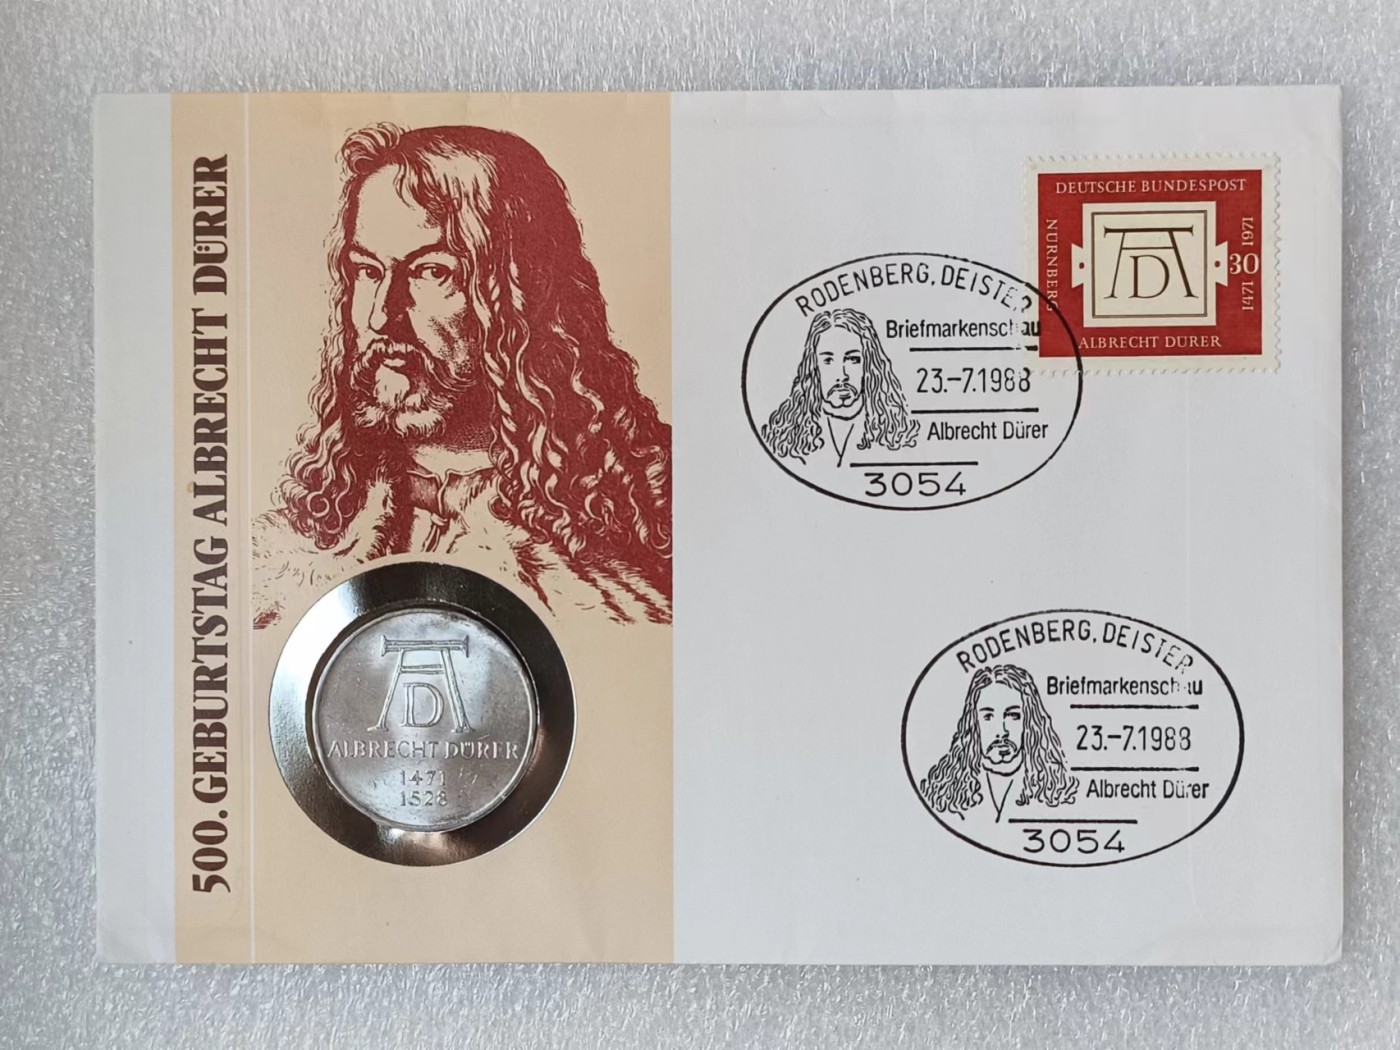 500. GEBURTSTAG ALBRECHT DÜRER
DEUTSCHE BUNDESPOST
NÜRNBERG
AD
30
1471 1971
ALBRECHT DÜRER
RODENBERG, DEISTER
Briefmarkenschau
23.-7.1988
Albrecht Dürer
3054
AD
ALBRECHT DÜRER
1471
1528
RODENBERG, DEISTER
Briefmarkenschau
23.-7.1988
Albrecht Dürer
3054